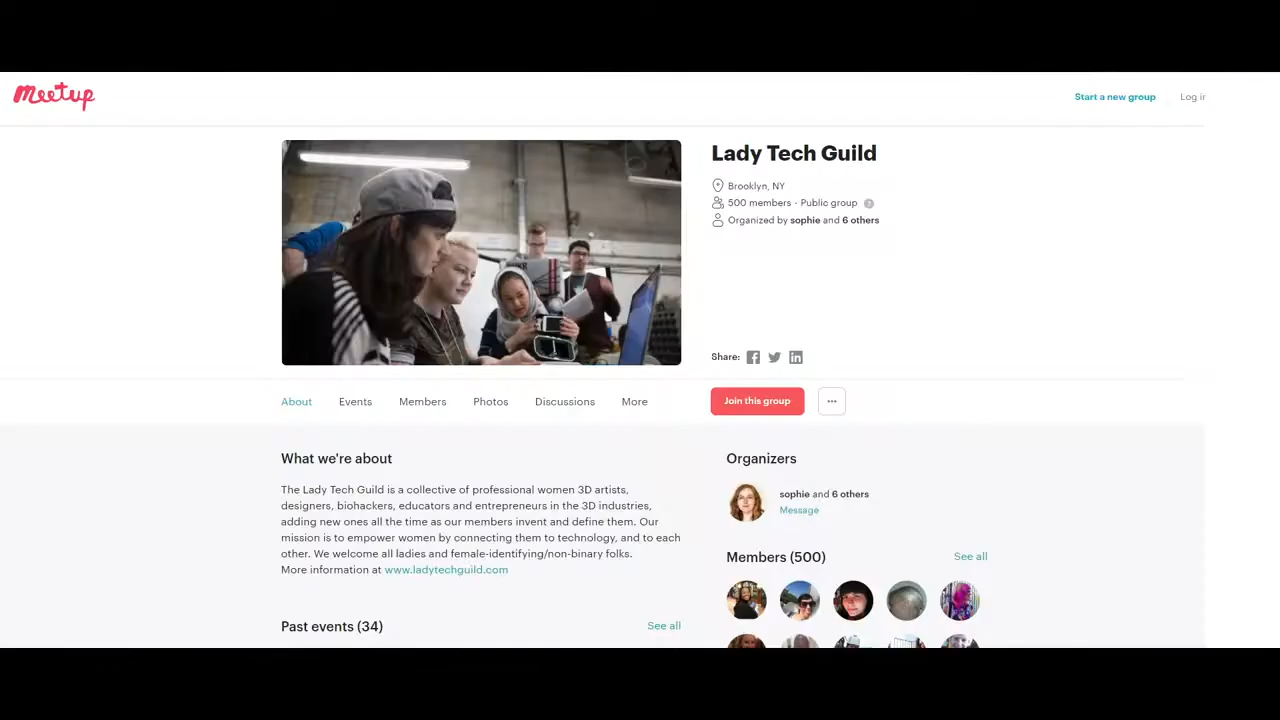 Meetup
Start a new group
Log ir
Lady Tech Guild
Brooklyn, NY
500 members · Public group ?
Organized by sophie and 6 others
Share:
About
Events
Members
Photos
Discussions
More
Join this group
What we're about
The Lady Tech Guild is a collective of professional women 3D artists,
designers, biohackers, educators and entrepreneurs in the 3D industries,
adding new ones all the time as our members invent and define them. Our
mission is to empower women by connecting them to technology, and to each
other. We welcome all ladies and female-identifying/non-binary folks.
More information at www.ladytechguild.com
Past events (34)
See all
Organizers
sophie and 6 others
Message
Members (500)
See all